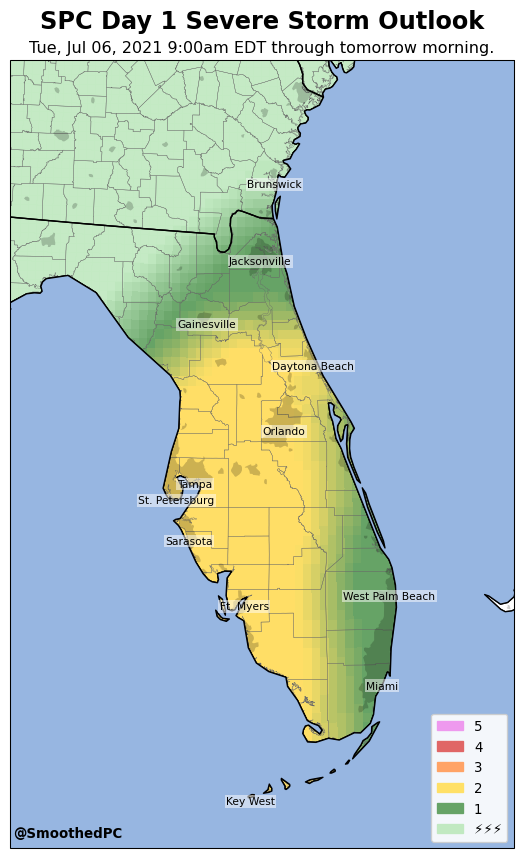 SPC Day 1 Severe Storm Outlook
Tue, Jul 06, 2021 9:00am EDT through tomorrow morning.
Brunswick
Jacksonville
Gainesville
Daytona Beach
Orlando
Tampa
St. Petersburg
Sarasota
West Palm Beach
Ft. Myers
Miami
Key West
5
4
3
2
1
⚡⚡⚡
@SmoothedPC